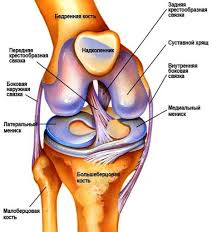 Бедренная кость
Задняя
крестообразная
связка
Передняя
крестообразная
связка
Надколенник
Суставной хрящ
Боковая
наружная
связка
Внутренняя
боковая
связка
Латеральный
мениск
Медиальный
мениск
Большеберцовая
кость
Малоберцовая
кость